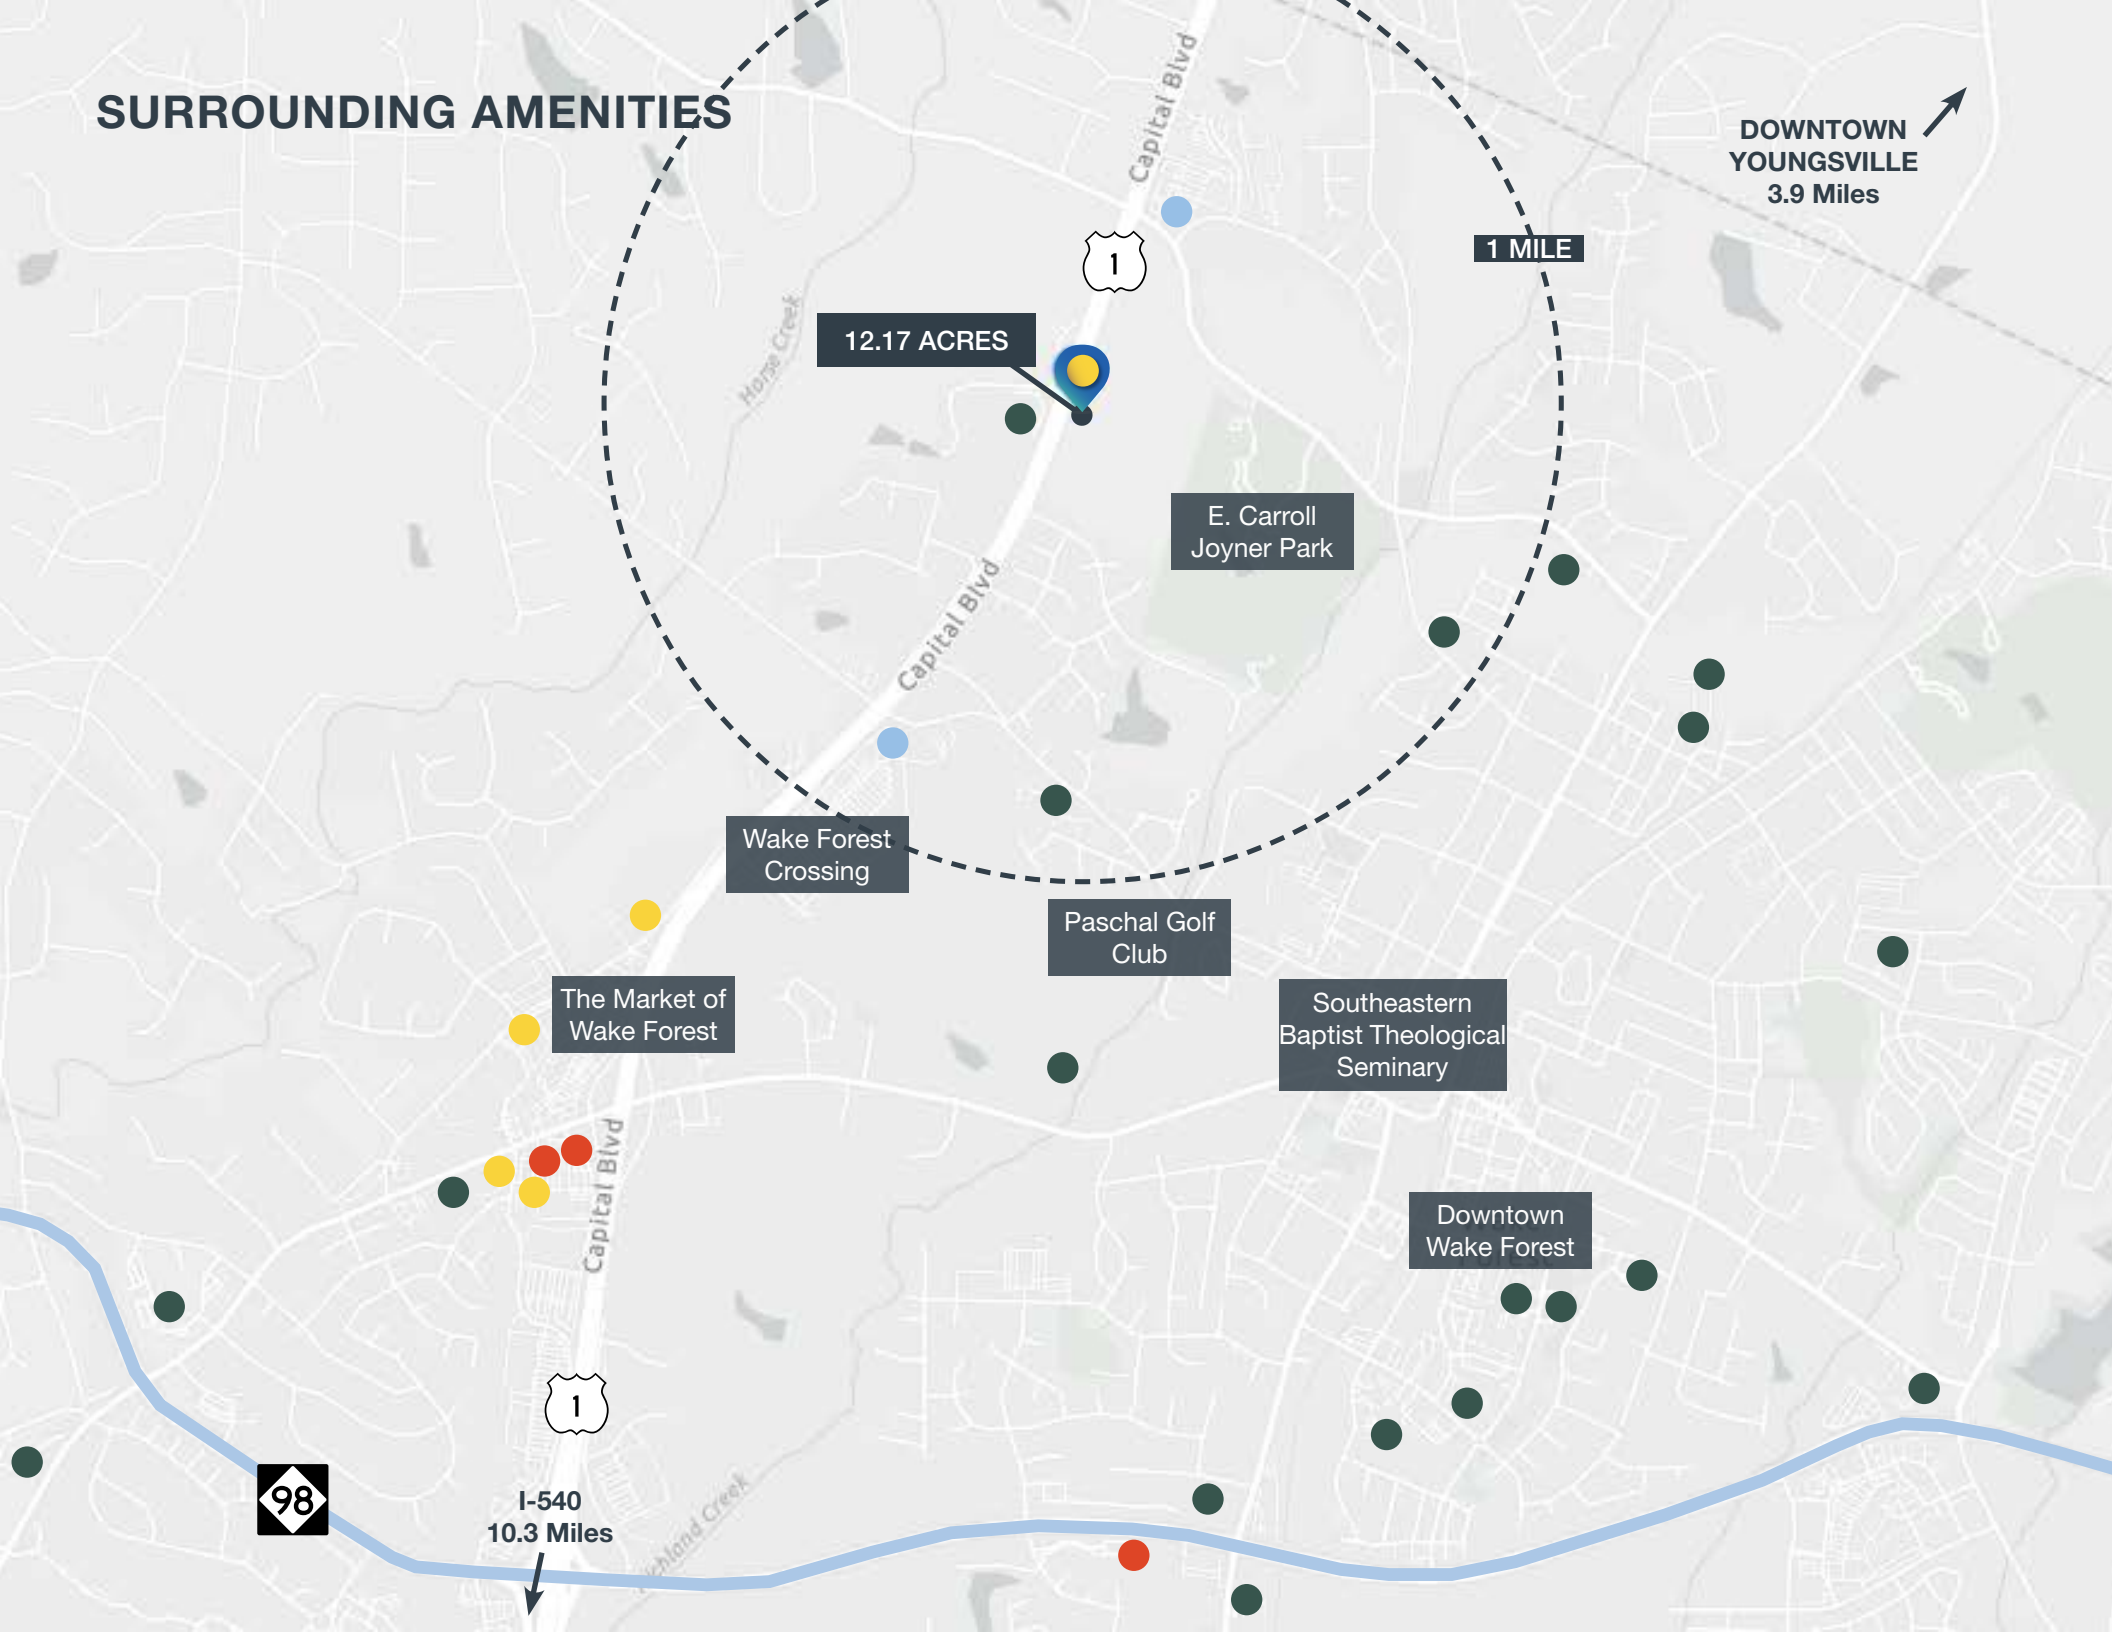 SURROUNDING AMENITIES
Capital Blvd
DOWNTOWN
YOUNGSVILLE
3.9 Miles
1 MILE
1
12.17 ACRES
Horse Creek
E. Carroll
Joyner Park
Capital Blvd
Wake Forest
Crossing
Paschal Golf
Club
The Market of
Wake Forest
Southeastern
Baptist Theological
Seminary
Capital Blvd
Downtown
Wake Forest
1
98
I-540
10.3 Miles
Richland Creek